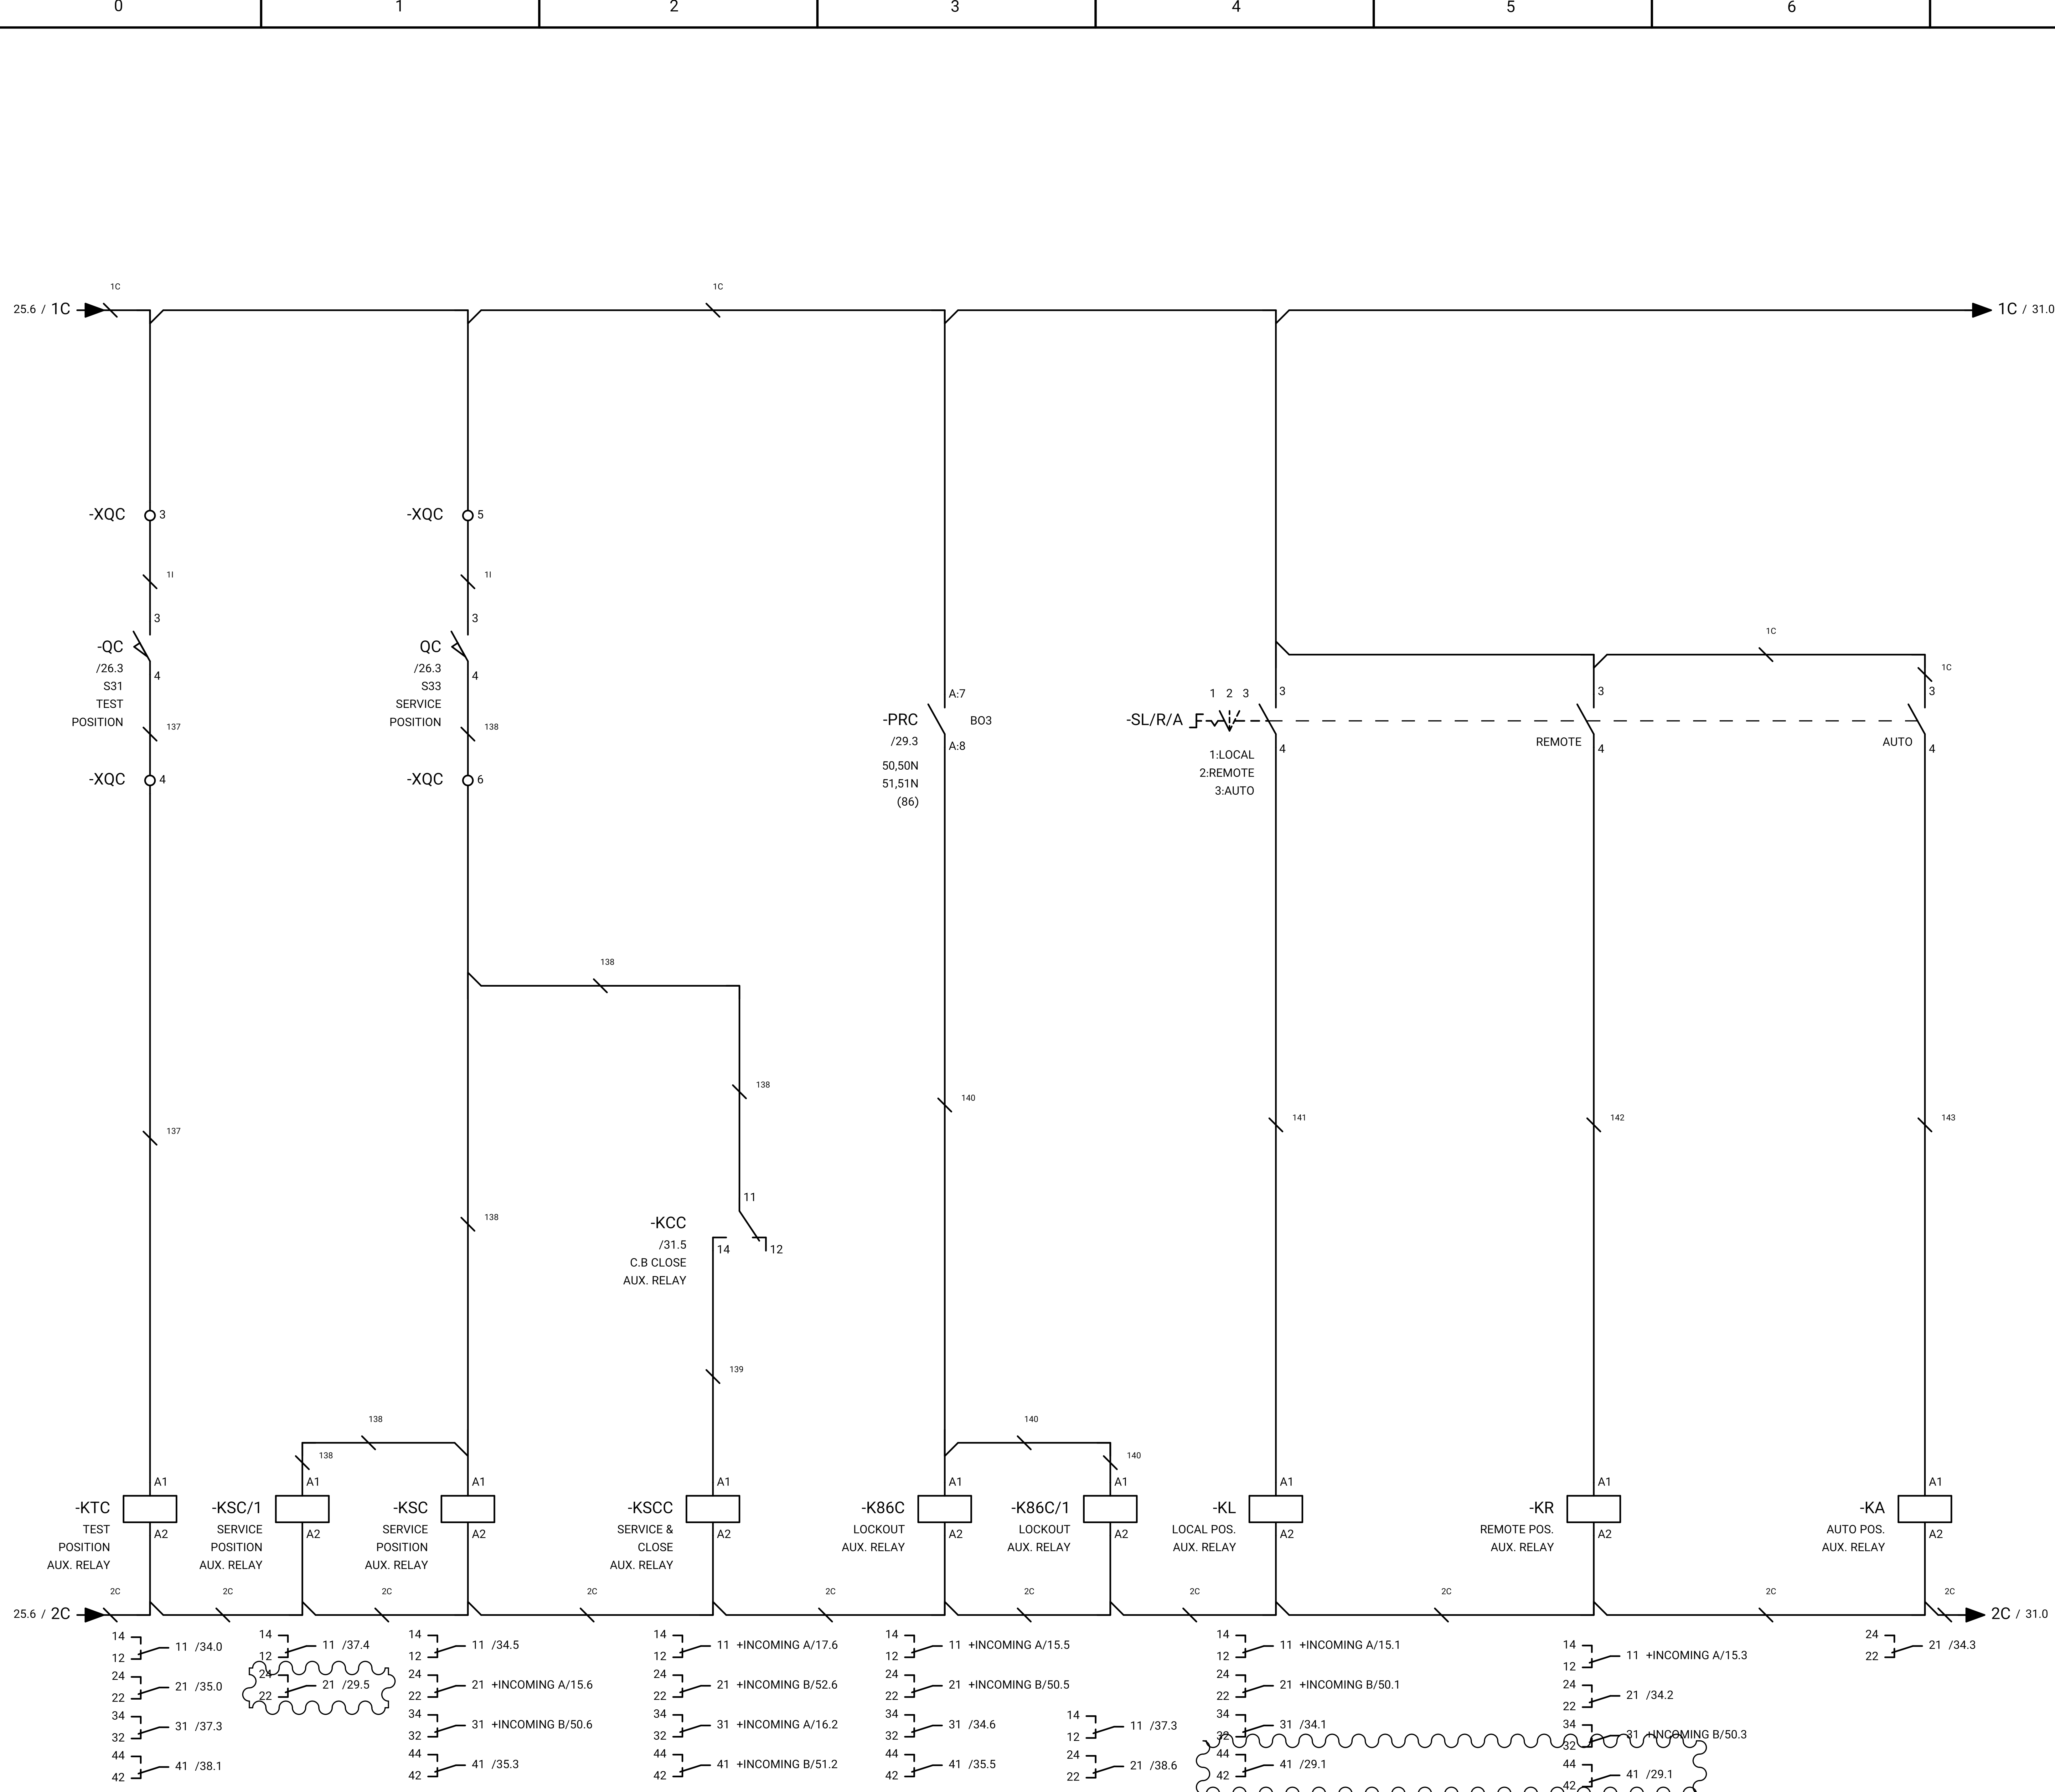 0 1 2 3 4 5 6
1C 1C
25.6 / 1C 1C / 31.0
-XQC 3 -XQC 5
1I 1I
3 3
-QC QC
/26.3 /26.3
4 4
S31 S33
TEST SERVICE
POSITION POSITION
137 138
-XQC 4 -XQC 6
A:7
-PRC BO3
/29.3
A:8
50,50N
51,51N
(86)
1C
1C
1 2 3 3 3 3
-SL/R/A
4 REMOTE 4 AUTO 4
1:LOCAL
2:REMOTE
3:AUTO
138
138
140 141 142 143
137
11
138
-KCC
/31.5
14 12
C.B CLOSE
AUX. RELAY
139
138 140
138 140
A1 A1 A1 A1 A1 A1 A1 A1 A1
-KTC -KSC/1 -KSC -KSCC -K86C -K86C/1 -KL -KR -KA
A2 A2 A2 A2 A2 A2 A2 A2 A2
TEST SERVICE SERVICE SERVICE & LOCKOUT LOCKOUT LOCAL POS. REMOTE POS. AUTO POS.
POSITION POSITION POSITION CLOSE AUX. RELAY AUX. RELAY AUX. RELAY AUX. RELAY AUX. RELAY
AUX. RELAY AUX. RELAY AUX. RELAY AUX. RELAY
2C 2C 2C 2C 2C 2C 2C 2C 2C 2C
25.6 / 2C 2C / 31.0
14 12 11 /34.0
24 22 21 /35.0
34 32 31 /37.3
44 42 41 /38.1
14 12 11 /37.4
24 22 21 /29.5
14 12 11 /34.5
24 22 21 +INCOMING A/15.6
34 32 31 +INCOMING B/50.6
44 42 41 /35.3
14 12 11 +INCOMING A/17.6
24 22 21 +INCOMING B/52.6
34 32 31 +INCOMING A/16.2
44 42 41 +INCOMING B/51.2
14 12 11 +INCOMING A/15.5
24 22 21 +INCOMING B/50.5
34 32 31 /34.6
44 42 41 /35.5
14 12 11 /37.3
24 22 21 /38.6
14 12 11 +INCOMING A/15.1
24 22 21 +INCOMING B/50.1
34 32 31 /34.1
44 42 41 /29.1
14 12 11 +INCOMING A/15.3
24 22 21 /34.2
34 32 31 +INCOMING B/50.3
44 42 41 /29.1
24 22 21 /34.3